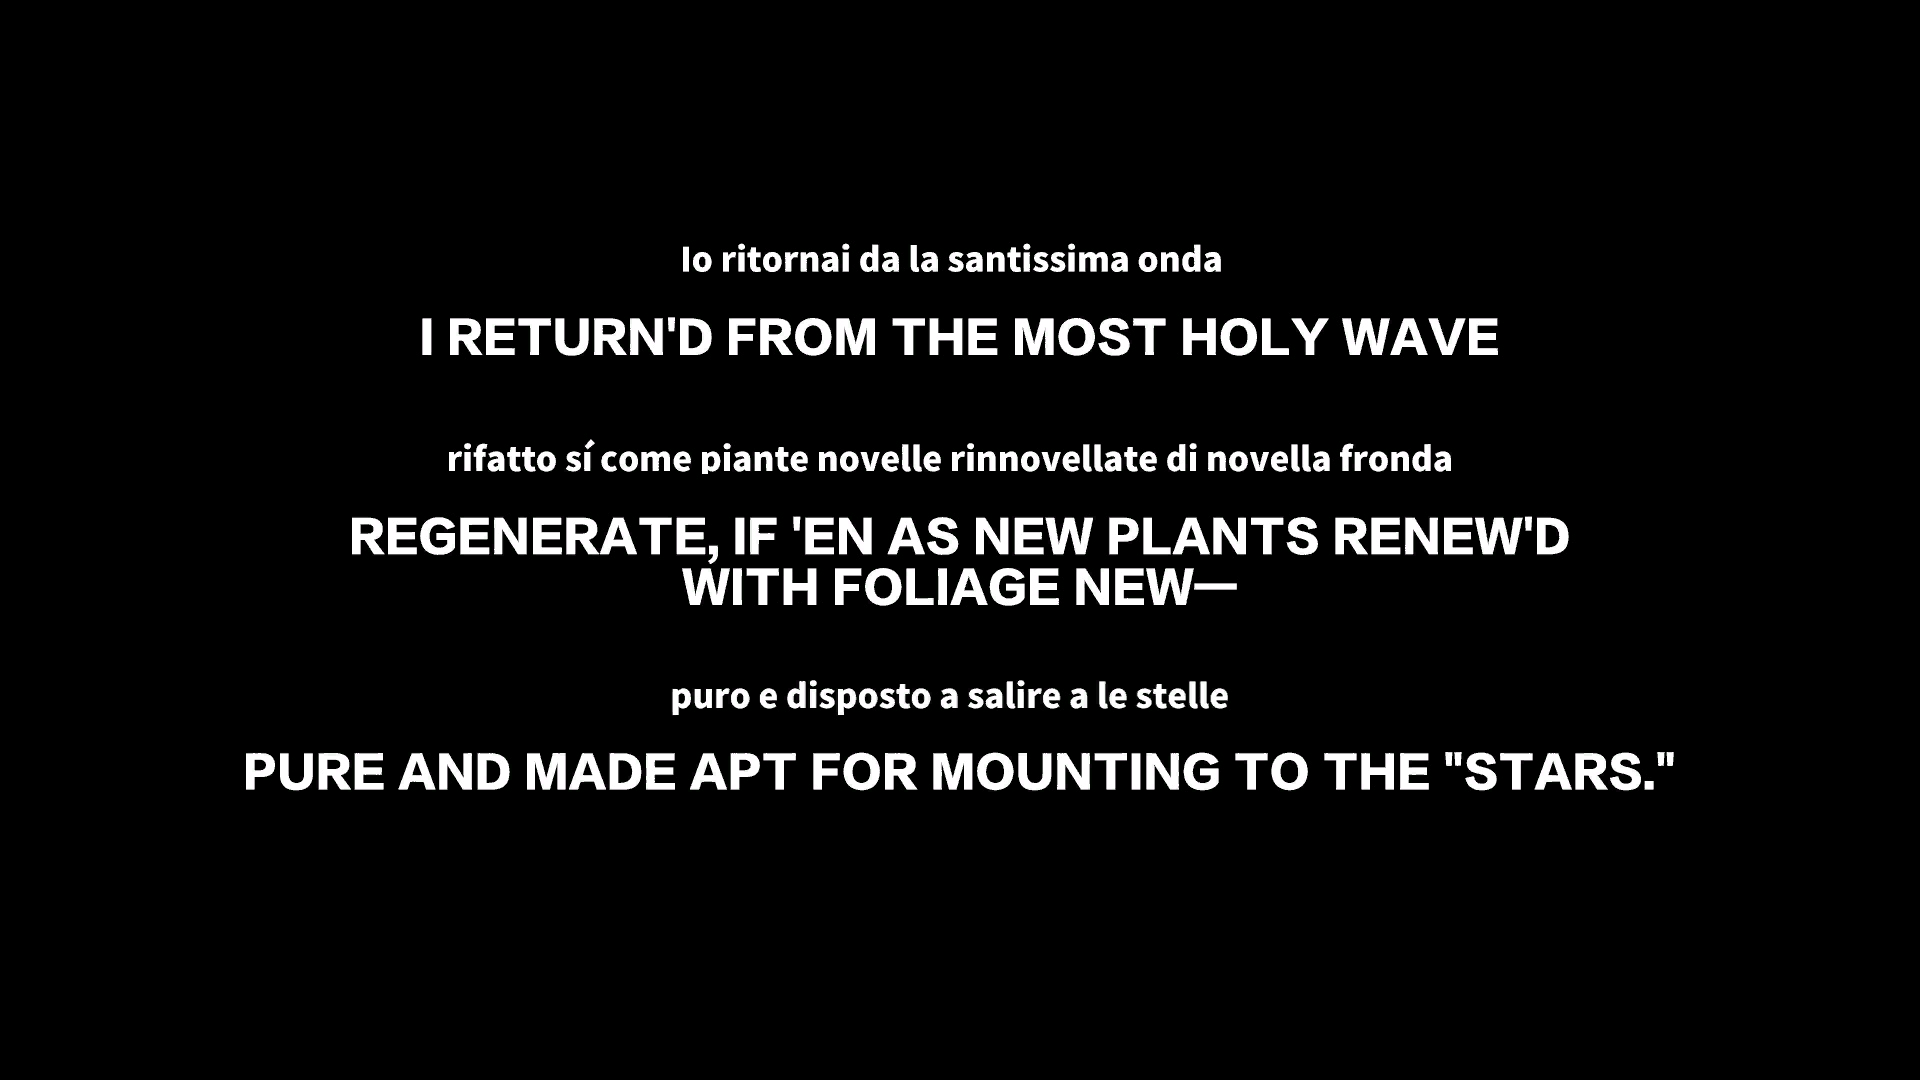 Io ritornai da la santissima onda
I RETURN'D FROM THE MOST HOLY WAVE
rifatto sí come piante novelle rinnovellate di novella fronda
REGENERATE, IF 'EN AS NEW PLANTS RENEW'D
WITH FOLIAGE NEW—
puro e disposto a salire a le stelle
PURE AND MADE APT FOR MOUNTING TO THE "STARS."